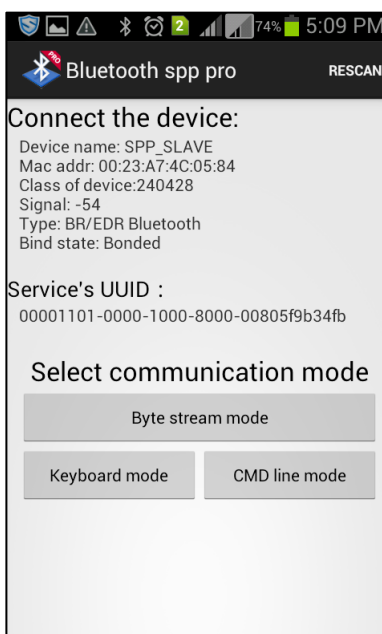 2 74% 5:09 PM
PRO
Bluetooth spp pro RESCAN
Connect the device:
Device name: SPP_SLAVE
Mac addr: 00:23:A7:4C:05:84
Class of device:240428
Signal: -54
Type: BR/EDR Bluetooth
Bind state: Bonded
Service's UUID :
00001101-0000-1000-8000-00805f9b34fb
Select communication mode
Byte stream mode
Keyboard mode CMD line mode